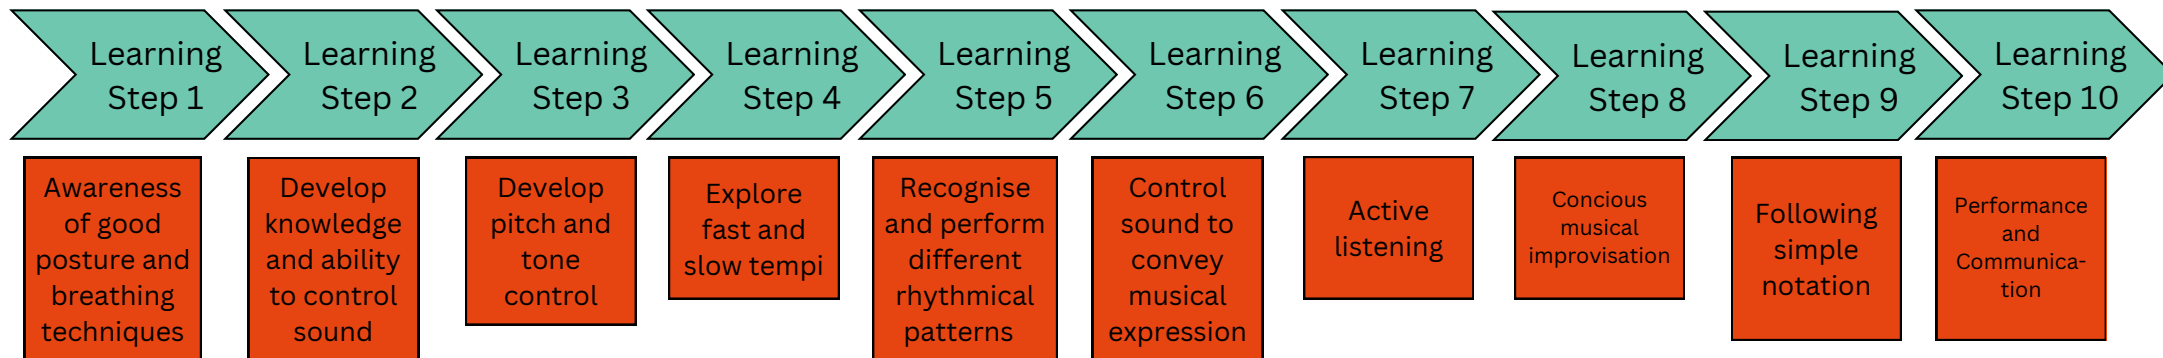 Learning
Step 1
Learning
Step 2
Learning
Step 3
Learning
Step 4
Learning
Step 5
Learning
Step 6
Learning
Step 7
Learning
Step 8
Learning
Step 9
Learning
Step 10
Awareness
of good
posture and
breathing
techniques
Develop
knowledge
and ability
to control
sound
Develop
pitch and
tone
control
Explore
fast and
slow tempi
Recognise
and perform
different
rhythmical
patterns
Control
sound to
convey
musical
expression
Active
listening
Concious
musical
improvisation
Following
simple
notation
Performance
and
Communica-
tion